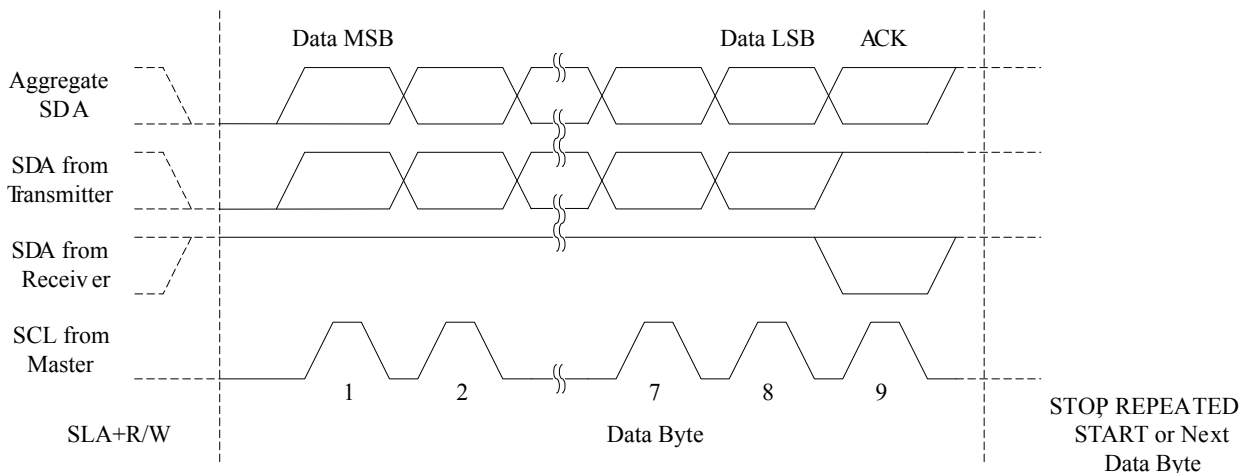 Data MSB
Data LSB
ACK
Aggregate
SDA
SDA from
Transmitter
SDA from
Receiver
SCL from
Master
1
2
7
8
9
SLA+R/W
Data Byte
STOP, REPEATED
START or Next
Data Byte